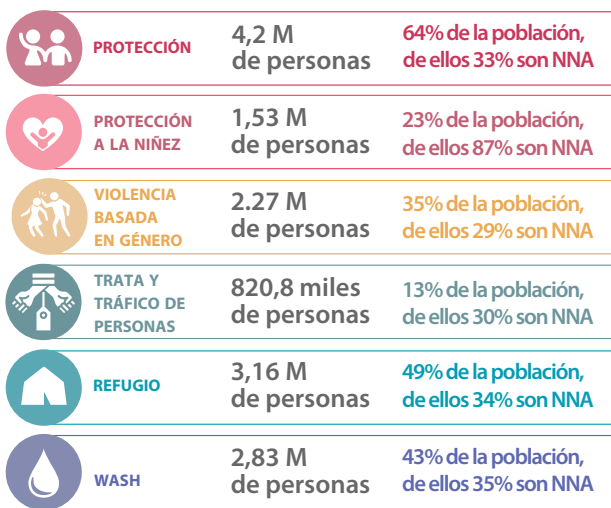 PROTECCIÓN
4,2 M
de personas
64% de la población,
de ellos 33% son NNA
PROTECCIÓN
A LA NIÑEZ
1,53 M
de personas
23% de la población,
de ellos 87% son NNA
VIOLENCIA
BASADA
EN GÉNERO
2.27 M
de personas
35% de la población,
de ellos 29% son NNA
TRATA Y
TRÁFICO DE
PERSONAS
820,8 miles
de personas
13% de la población,
de ellos 30% son NNA
REFUGIO
3,16 M
de personas
49% de la población,
de ellos 34% son NNA
WASH
2,83 M
de personas
43% de la población,
de ellos 35% son NNA